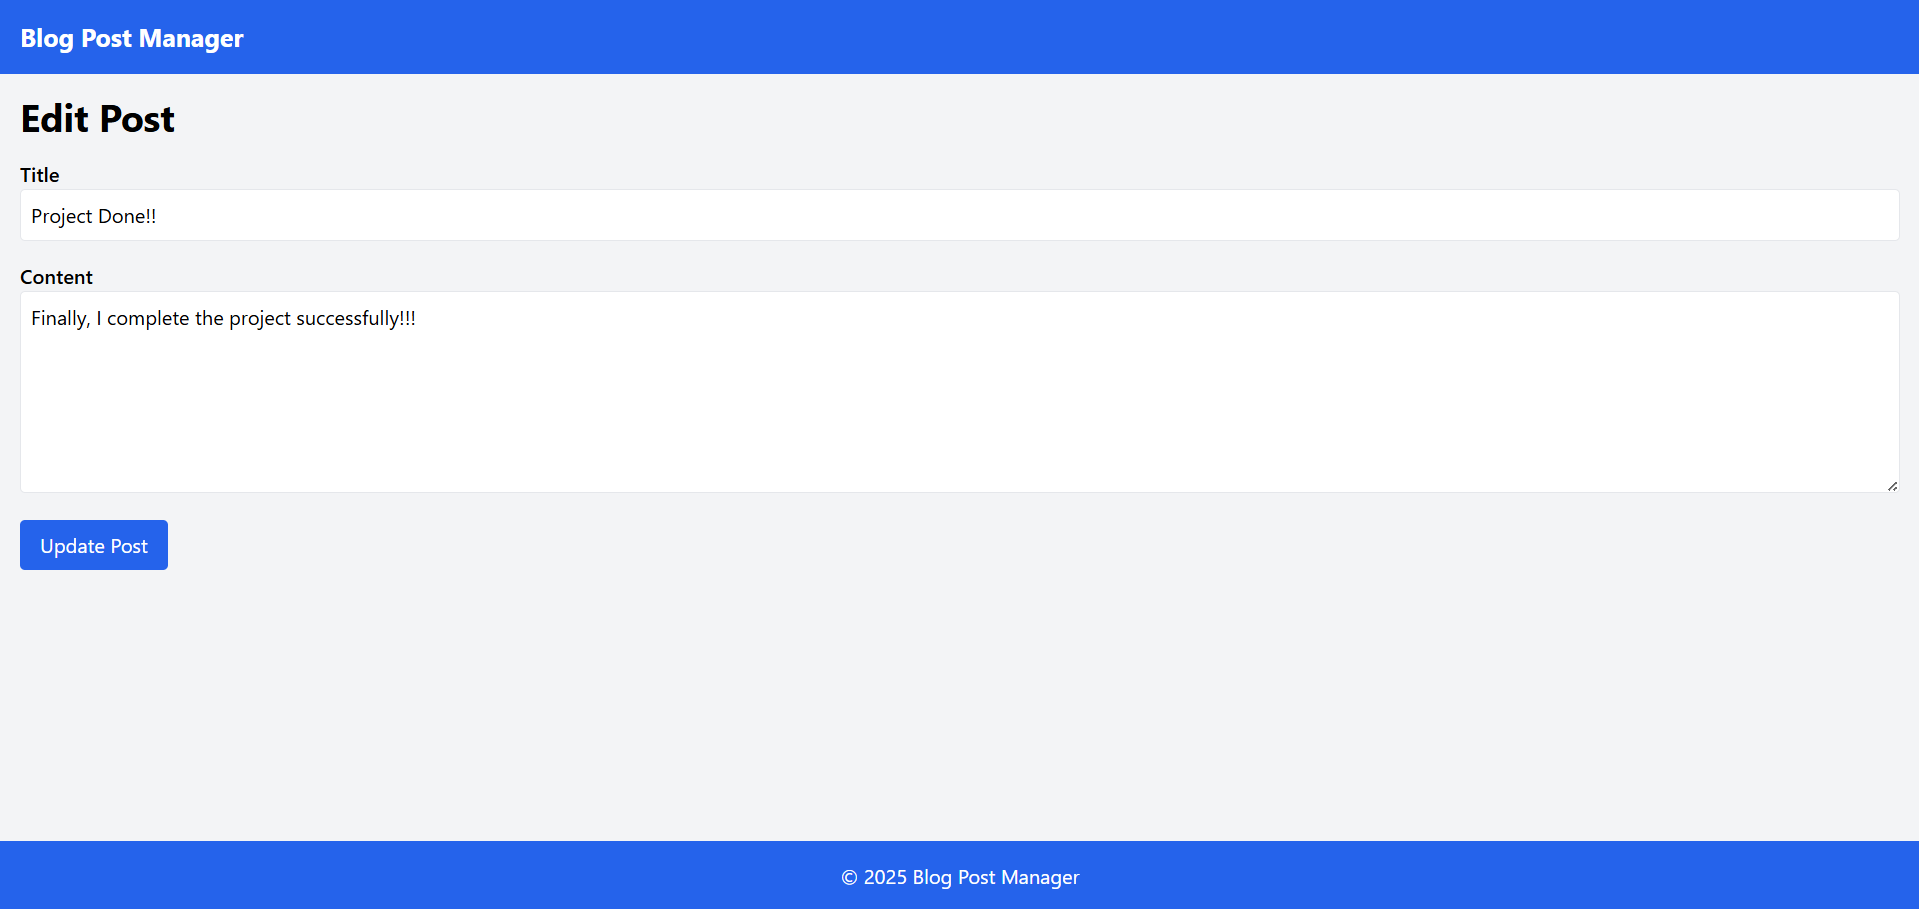 Blog Post Manager
Edit Post
Title
Project Done!!
Content
Finally, I complete the project successfully!!!
Update Post
© 2025 Blog Post Manager